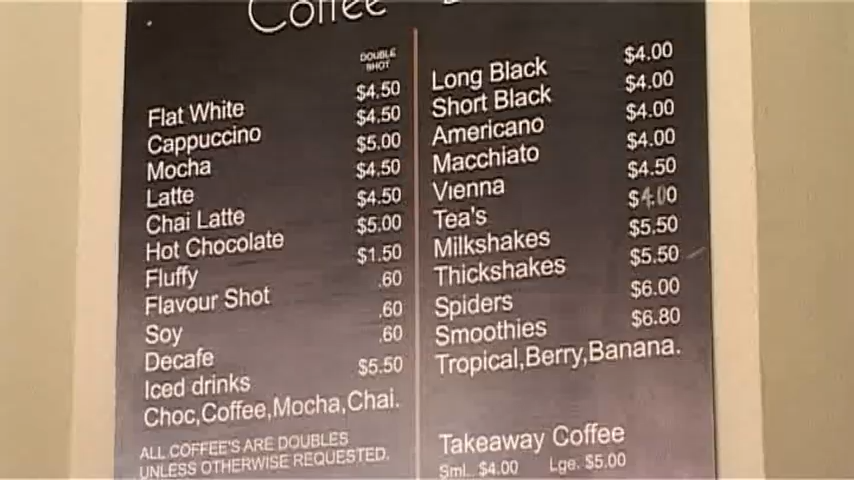 Coffee
DOUBLE
SHOT
Flat White $4.50
Cappuccino $4.50
Mocha $5.00
Latte $4.50
Chai Latte $4.50
Hot Chocolate $5.00
Fluffy $1.50
Flavour Shot .60
Soy .60
Decafe .60
Iced drinks $5.50
Choc,Coffee,Mocha,Chai.
ALL COFFEE'S ARE DOUBLES
UNLESS OTHERWISE REQUESTED.
Long Black $4.00
Short Black $4.00
Americano $4.00
Macchiato $4.00
Vienna $4.50
Tea's $4.00
Milkshakes $5.50
Thickshakes $5.50
Spiders $6.00
Smoothies $6.80
Tropical,Berry,Banana.
Takeaway Coffee
Sml. $4.00 Lge. $5.00